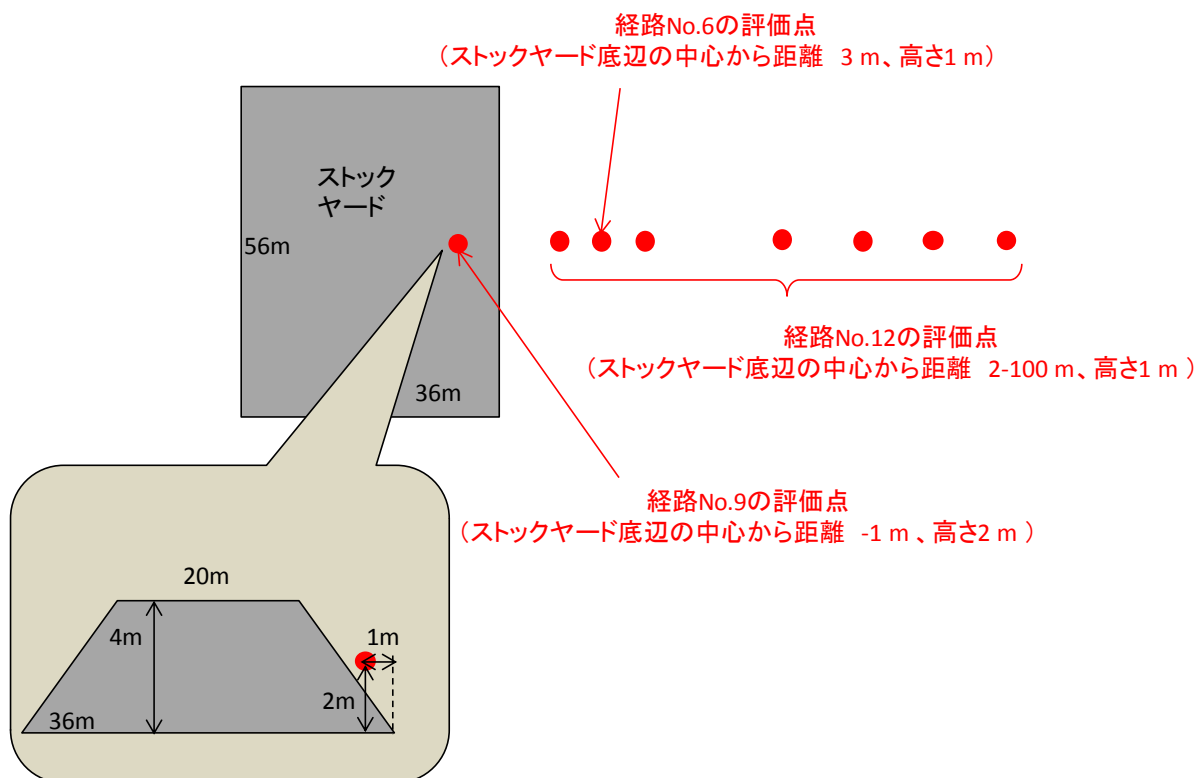 経路No.6の評価点
（ストックヤード底辺の中心から距離 3 m、高さ1 m）
ストック
ヤード
56m
36m
経路No.12の評価点
（ストックヤード底辺の中心から距離 2-100 m、高さ1 m ）
経路No.9の評価点
（ストックヤード底辺の中心から距離 -1 m 、高さ2 m ）
20m
4m
1m
2m
36m